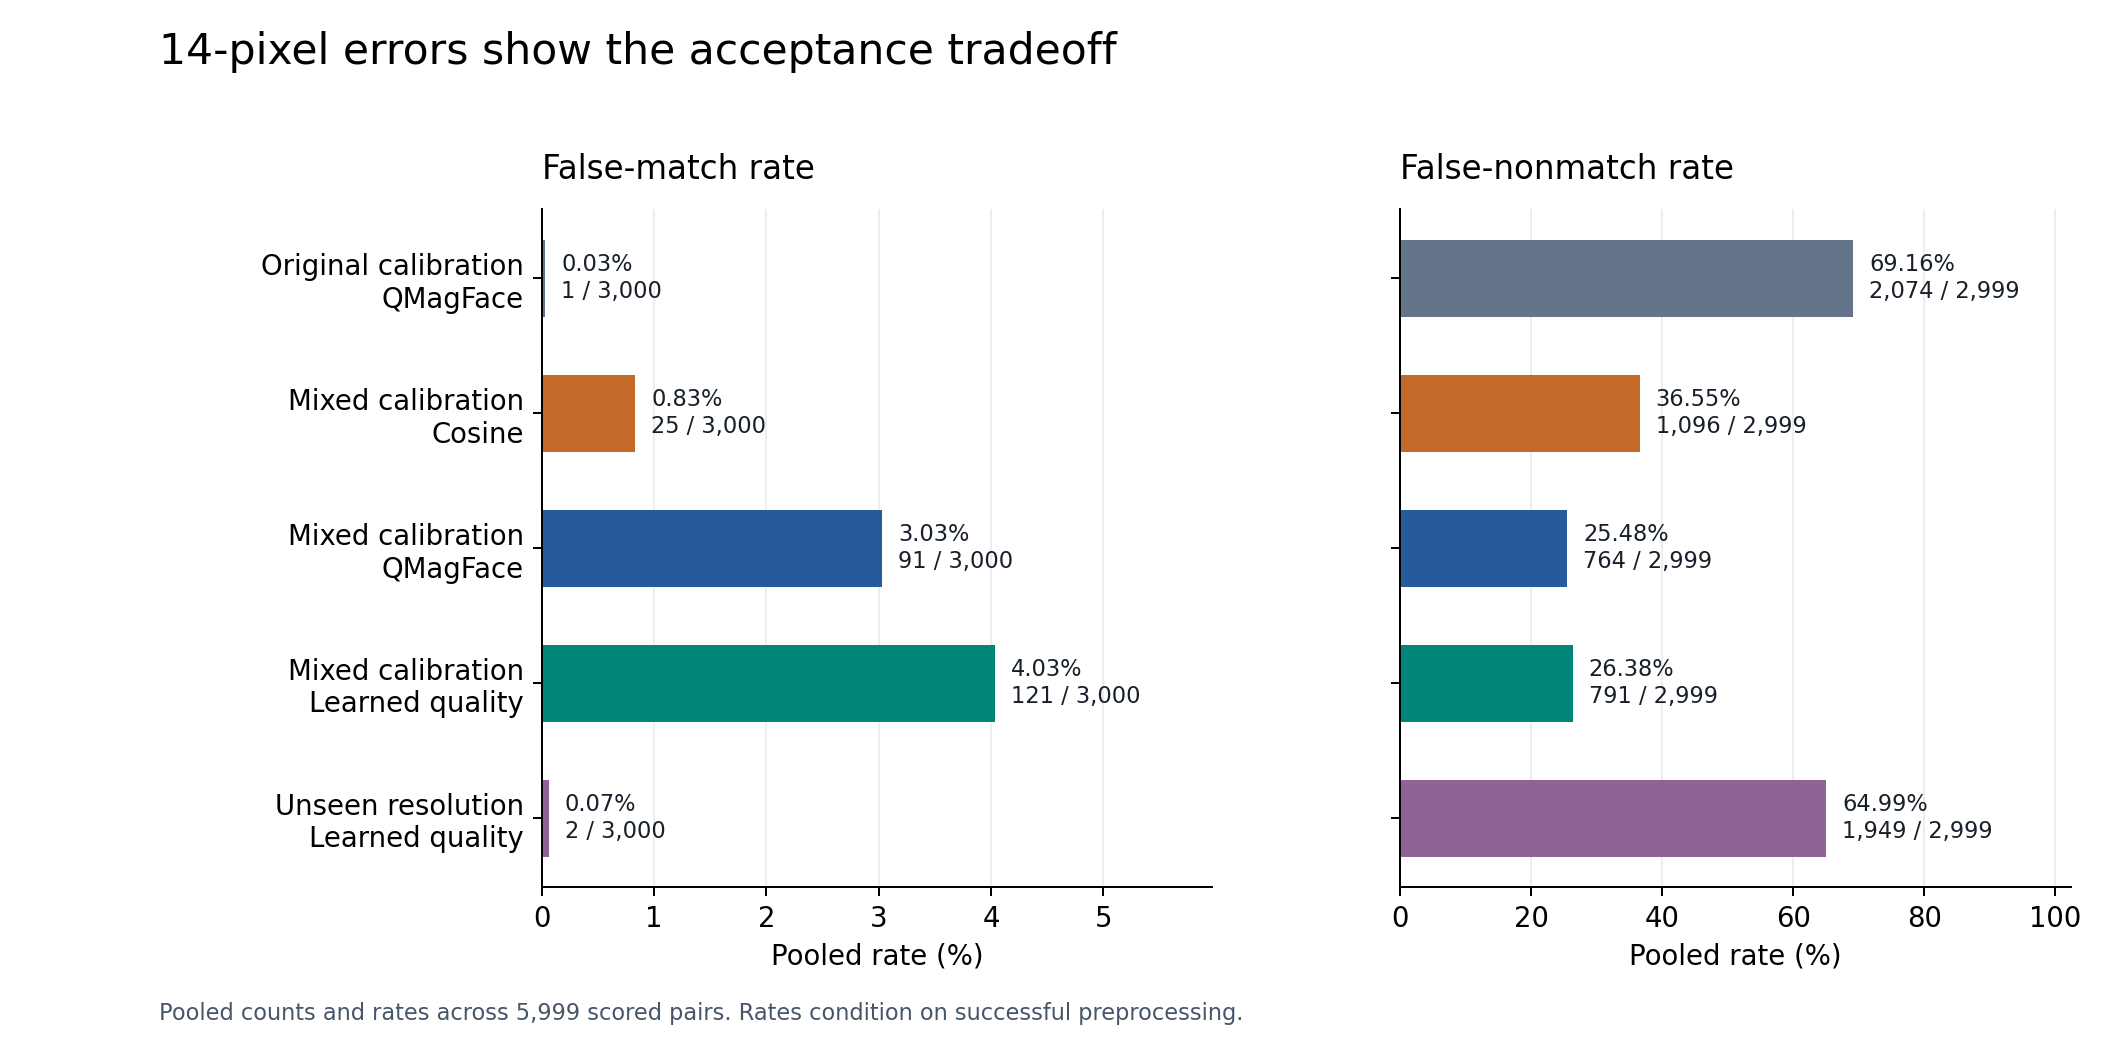 14-pixel errors show the acceptance tradeoff
False-match rate
Original calibration
QMagFace
0.03%
1 / 3,000
Mixed calibration
Cosine
0.83%
25 / 3,000
Mixed calibration
QMagFace
3.03%
91 / 3,000
Mixed calibration
Learned quality
4.03%
121 / 3,000
Unseen resolution
Learned quality
0.07%
2 / 3,000
0 1 2 3 4 5
Pooled rate (%)
False-nonmatch rate
69.16%
2,074 / 2,999
36.55%
1,096 / 2,999
25.48%
764 / 2,999
26.38%
791 / 2,999
64.99%
1,949 / 2,999
0 20 40 60 80 100
Pooled rate (%)
Pooled counts and rates across 5,999 scored pairs. Rates condition on successful preprocessing.